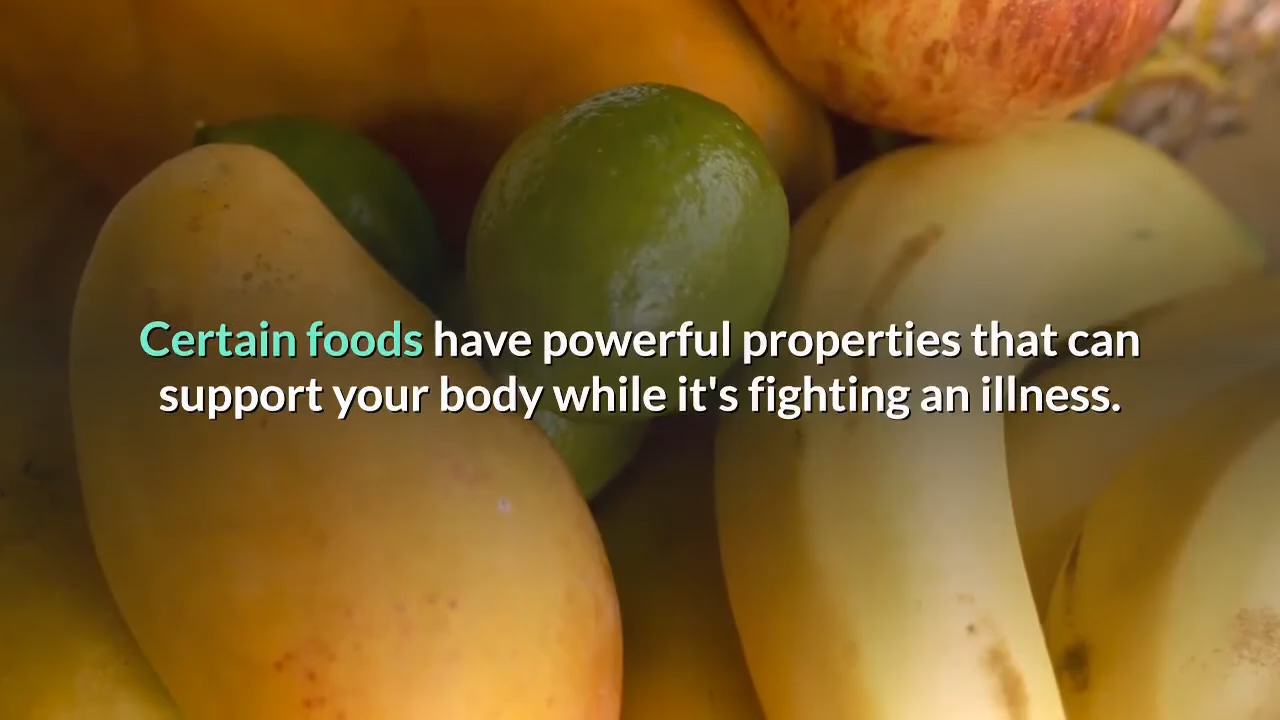 Certain foods have powerful properties that can
support your body while it's fighting an illness.